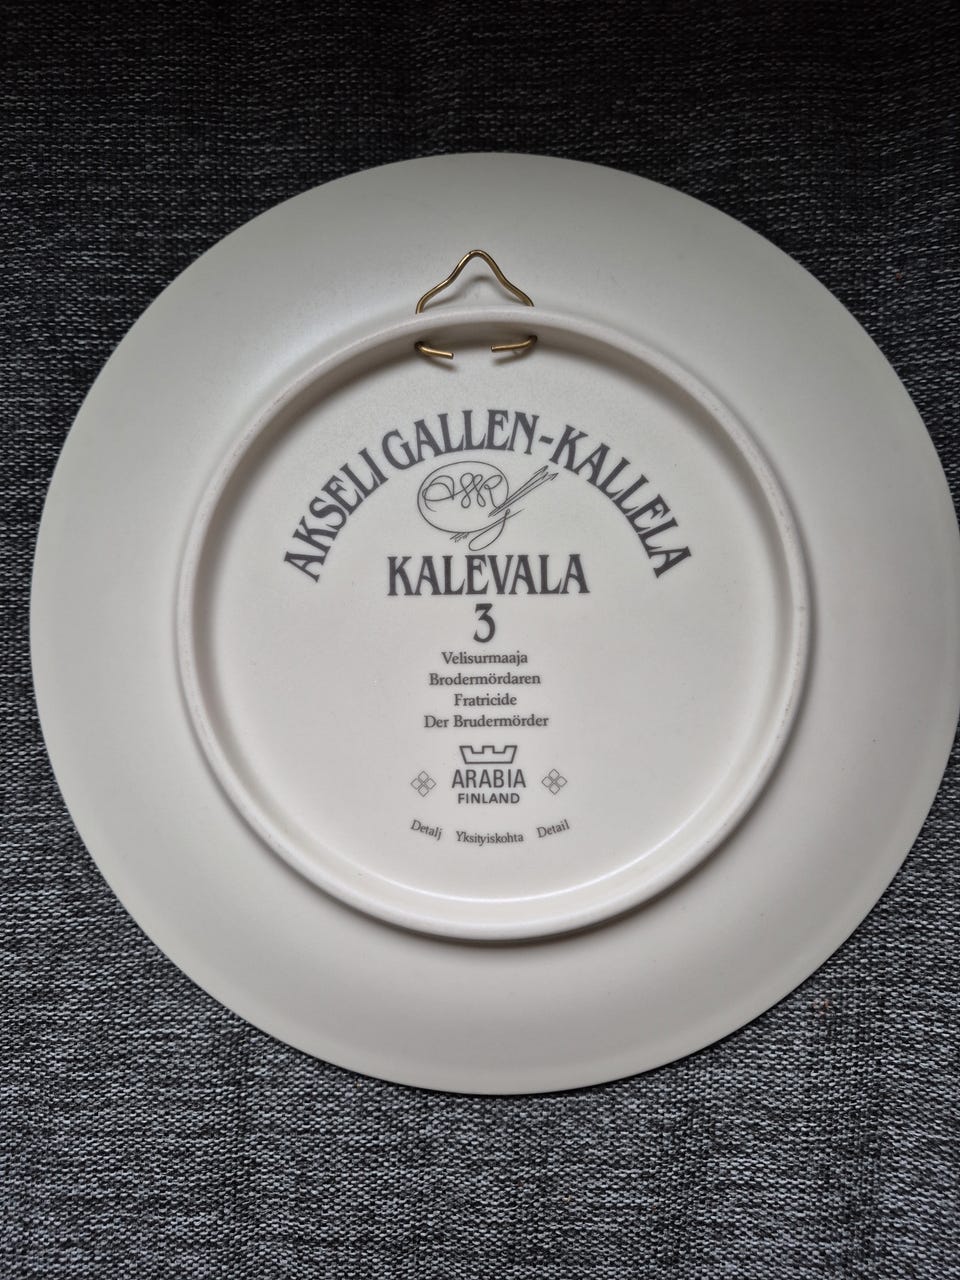 AKSELI GALLEN-KALLELA
KALEVALA
3
Velisurmaaja
Brodermördaren
Fratricide
Der Brudermörder
ARABIA
FINLAND
Detalj Yksityiskohta Detail